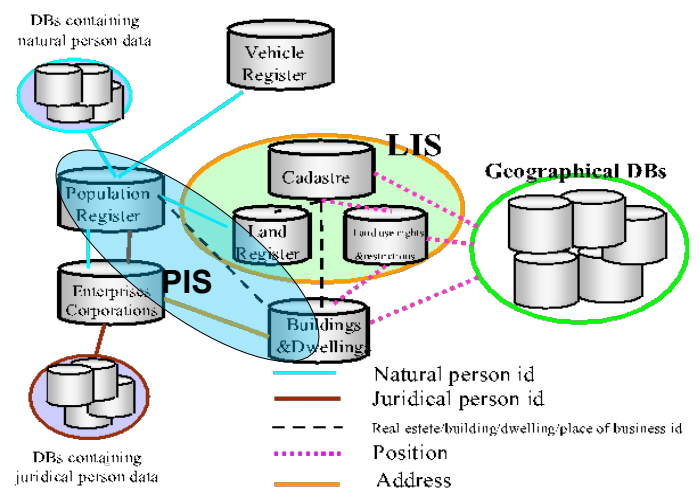 DBs containing
natural person data
Vehicle
Register
LIS
Cadastre
Geographical DBs
Population
Register
Land
Register
Land use rights
&restrictions
PIS
Enterprises
Corporations
Buildings
&Dwellings
Natural person id
Juridical person id
Real estete/building/dwelling/place of business id
Position
Address
DBs containing
juridical person data